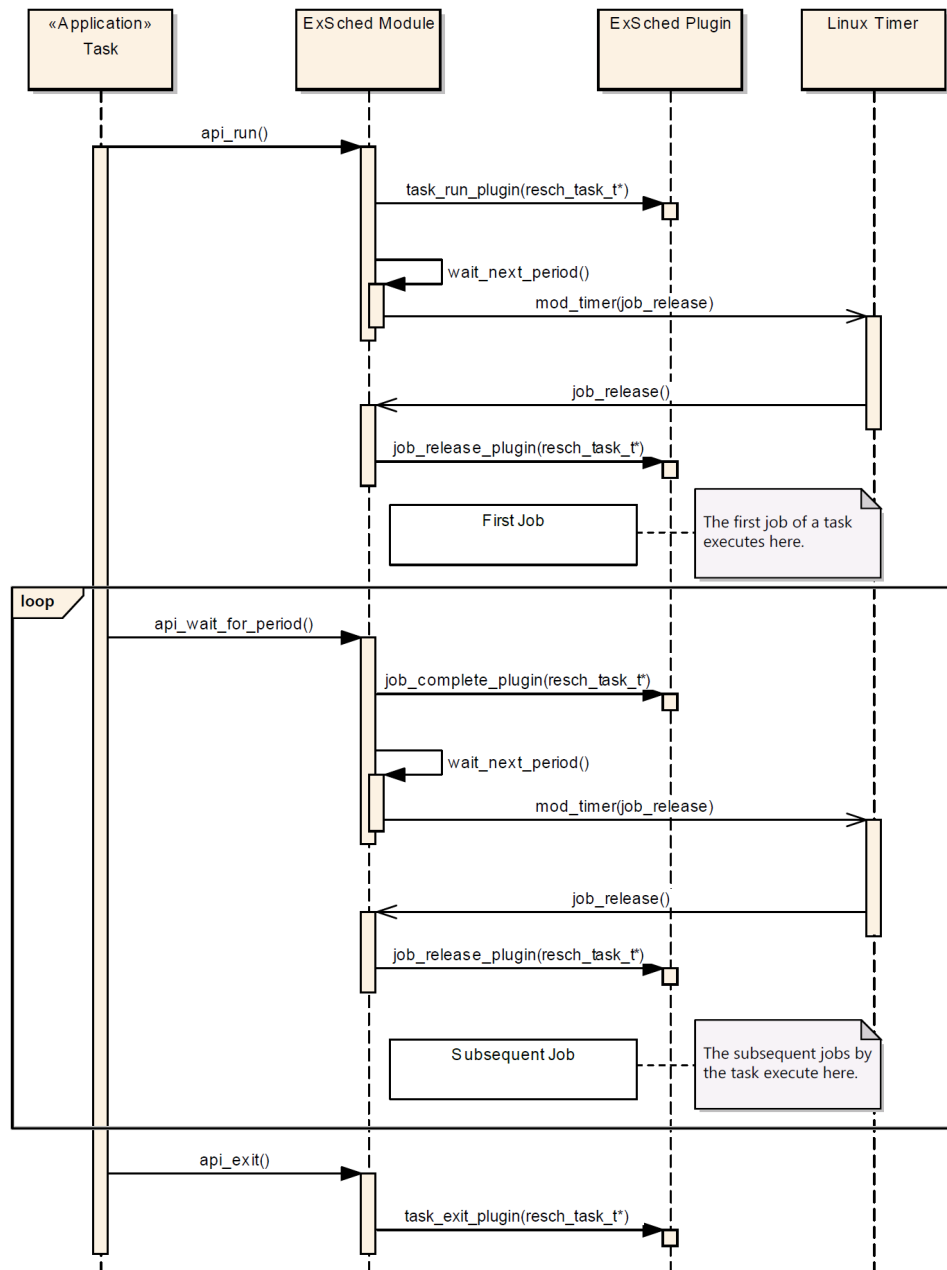 «Application»
Task
ExSched Module
ExSched Plugin
Linux Timer
api_run()
task_run_plugin(resch_task_t*)
wait_next_period()
mod_timer(job_release)
job_release()
job_release_plugin(resch_task_t*)
First Job
The first job of a task
executes here.
loop
api_wait_for_period()
job_complete_plugin(resch_task_t*)
wait_next_period()
mod_timer(job_release)
job_release()
job_release_plugin(resch_task_t*)
Subsequent Job
The subsequent jobs by
the task execute here.
api_exit()
task_exit_plugin(resch_task_t*)